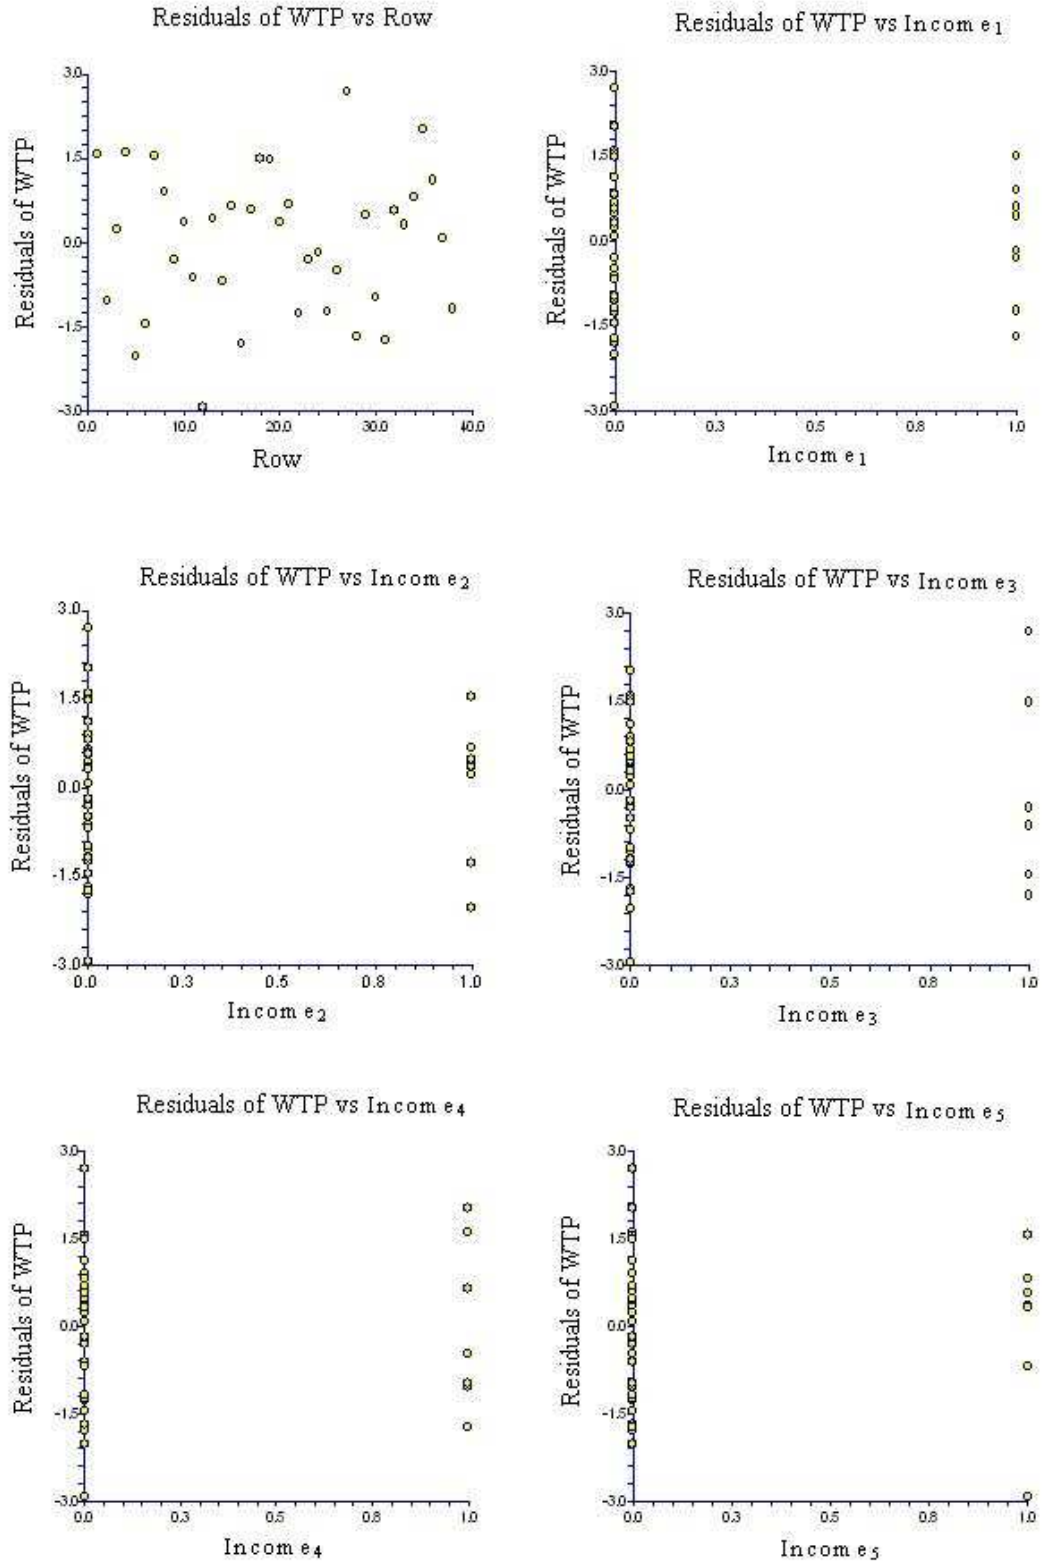 Residuals of WTP vs Row
Residuals of WTP vs Income1
3.0
1.5
0.0
-1.5
-3.0
Residuals of WTP
0.0 10.0 20.0 30.0 40.0
Row
3.0
1.5
0.0
-1.5
-3.0
Residuals of WTP
0.0 0.3 0.5 0.8 1.0
Income1
Residuals of WTP vs Income2
Residuals of WTP vs Income3
3.0
1.5
0.0
-1.5
-3.0
Residuals of WTP
0.0 0.3 0.5 0.8 1.0
Income2
3.0
1.5
0.0
-1.5
-3.0
Residuals of WTP
0.0 0.3 0.5 0.8 1.0
Income3
Residuals of WTP vs Income4
Residuals of WTP vs Income5
3.0
1.5
0.0
-1.5
-3.0
Residuals of WTP
0.0 0.3 0.5 0.8 1.0
Income4
3.0
1.5
0.0
-1.5
-3.0
Residuals of WTP
0.0 0.3 0.5 0.8 1.0
Income5